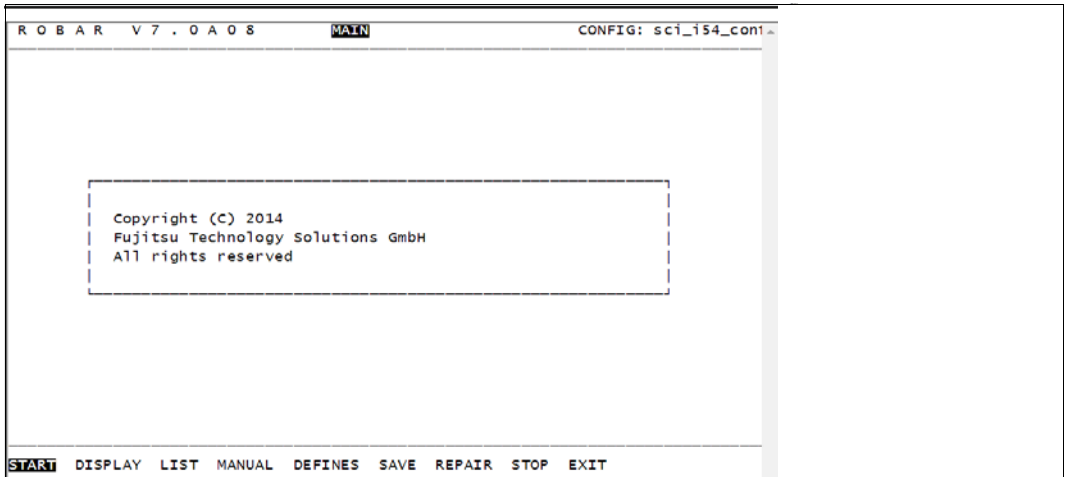 R O B A R   V 7 . 0 A 0 8   MAIN   CONFIG: sci_i54_conf
Copyright (C) 2014
Fujitsu Technology Solutions GmbH
All rights reserved
START DISPLAY LIST MANUAL DEFINES SAVE REPAIR STOP EXIT